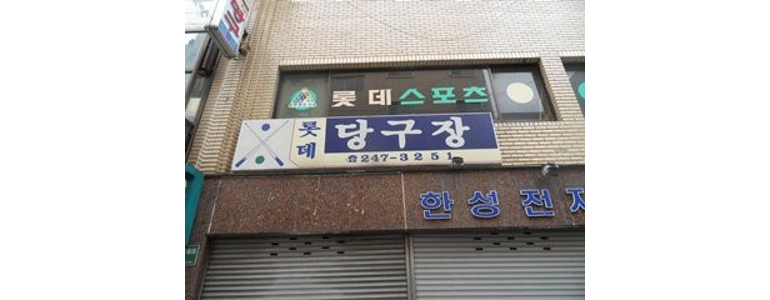 롯데스포츠
롯데
당구장
☎247-3251
한성전자